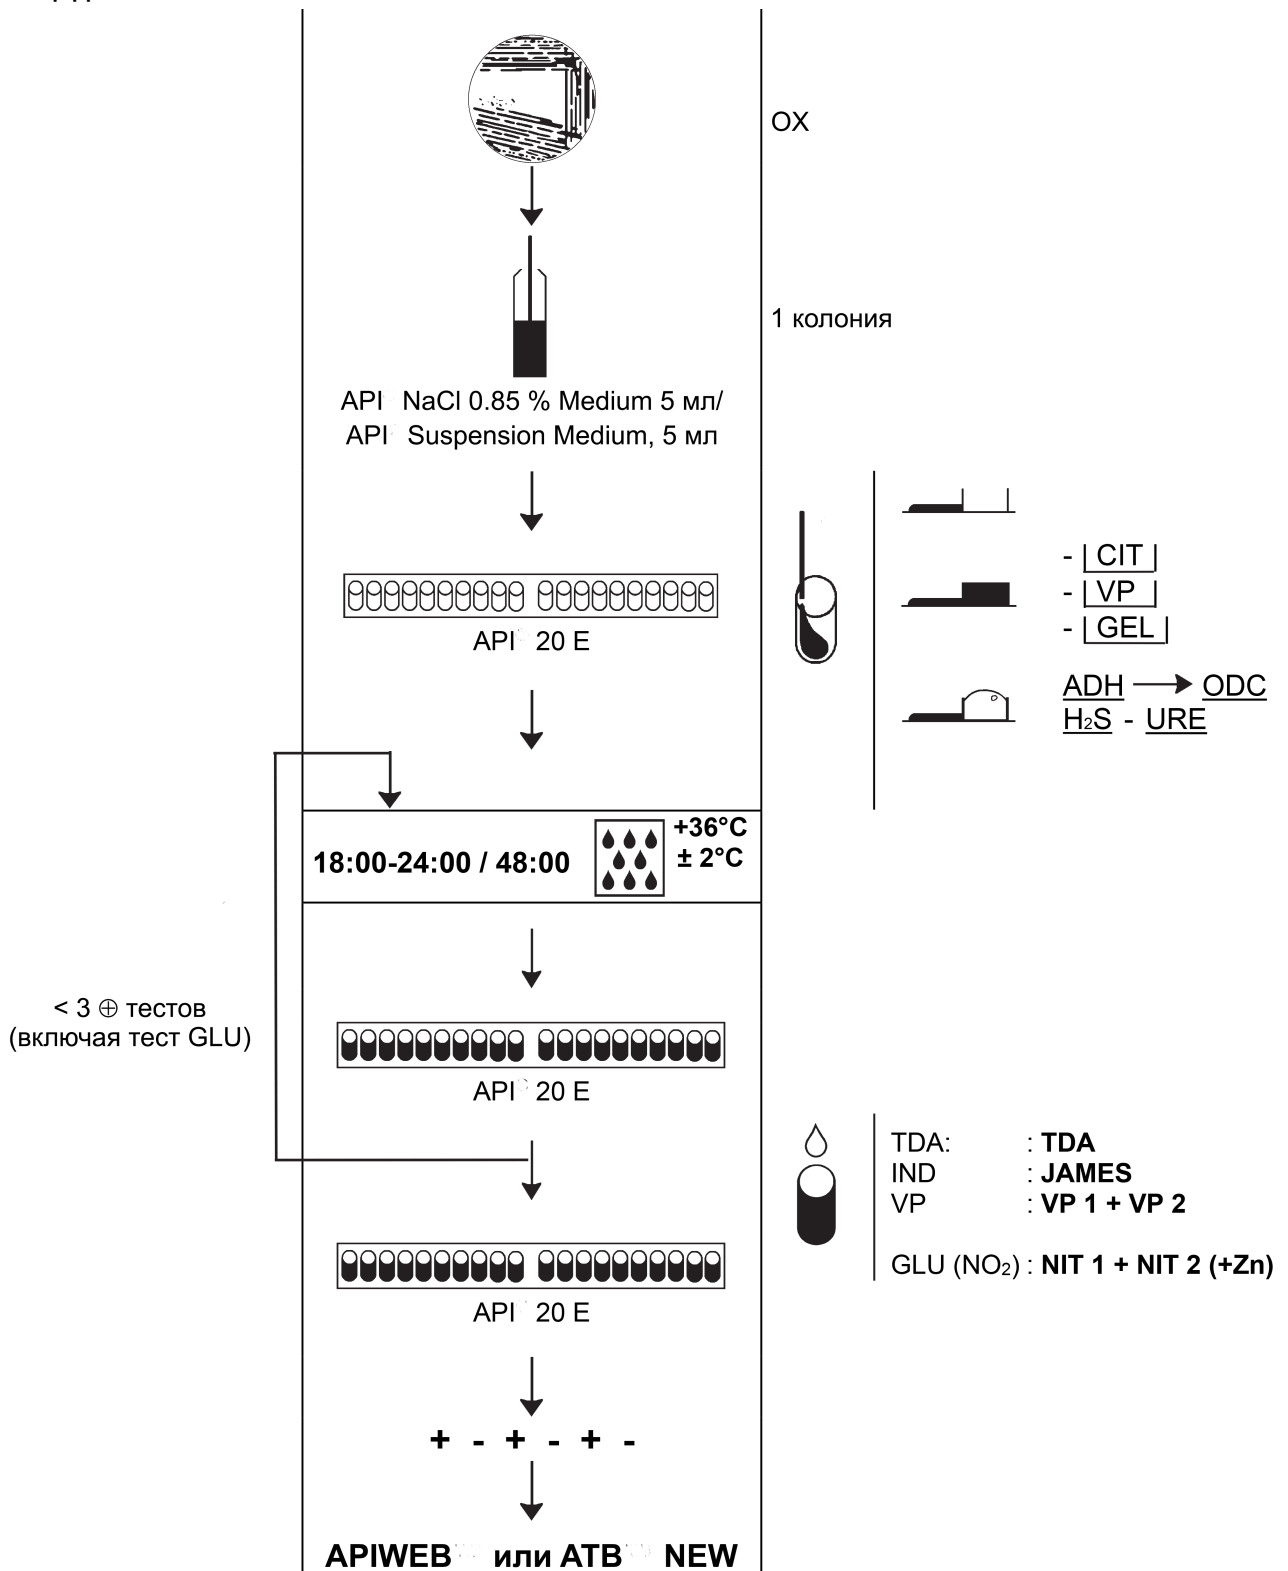 OX
1 колония
API NaCl 0.85 % Medium 5 мл/
API Suspension Medium, 5 мл
- | CIT |
- | VP |
- | GEL |
API 20 E
ADH → ODC
H₂S - URE
18:00-24:00 / 48:00
+36°C
± 2°C
< 3 ⊕ тестов
(включая тест GLU)
API 20 E
TDA: : TDA
IND : JAMES
VP : VP 1 + VP 2
GLU (NO₂) : NIT 1 + NIT 2 (+Zn)
API 20 E
+ - + - + -
APIWEB или ATB NEW